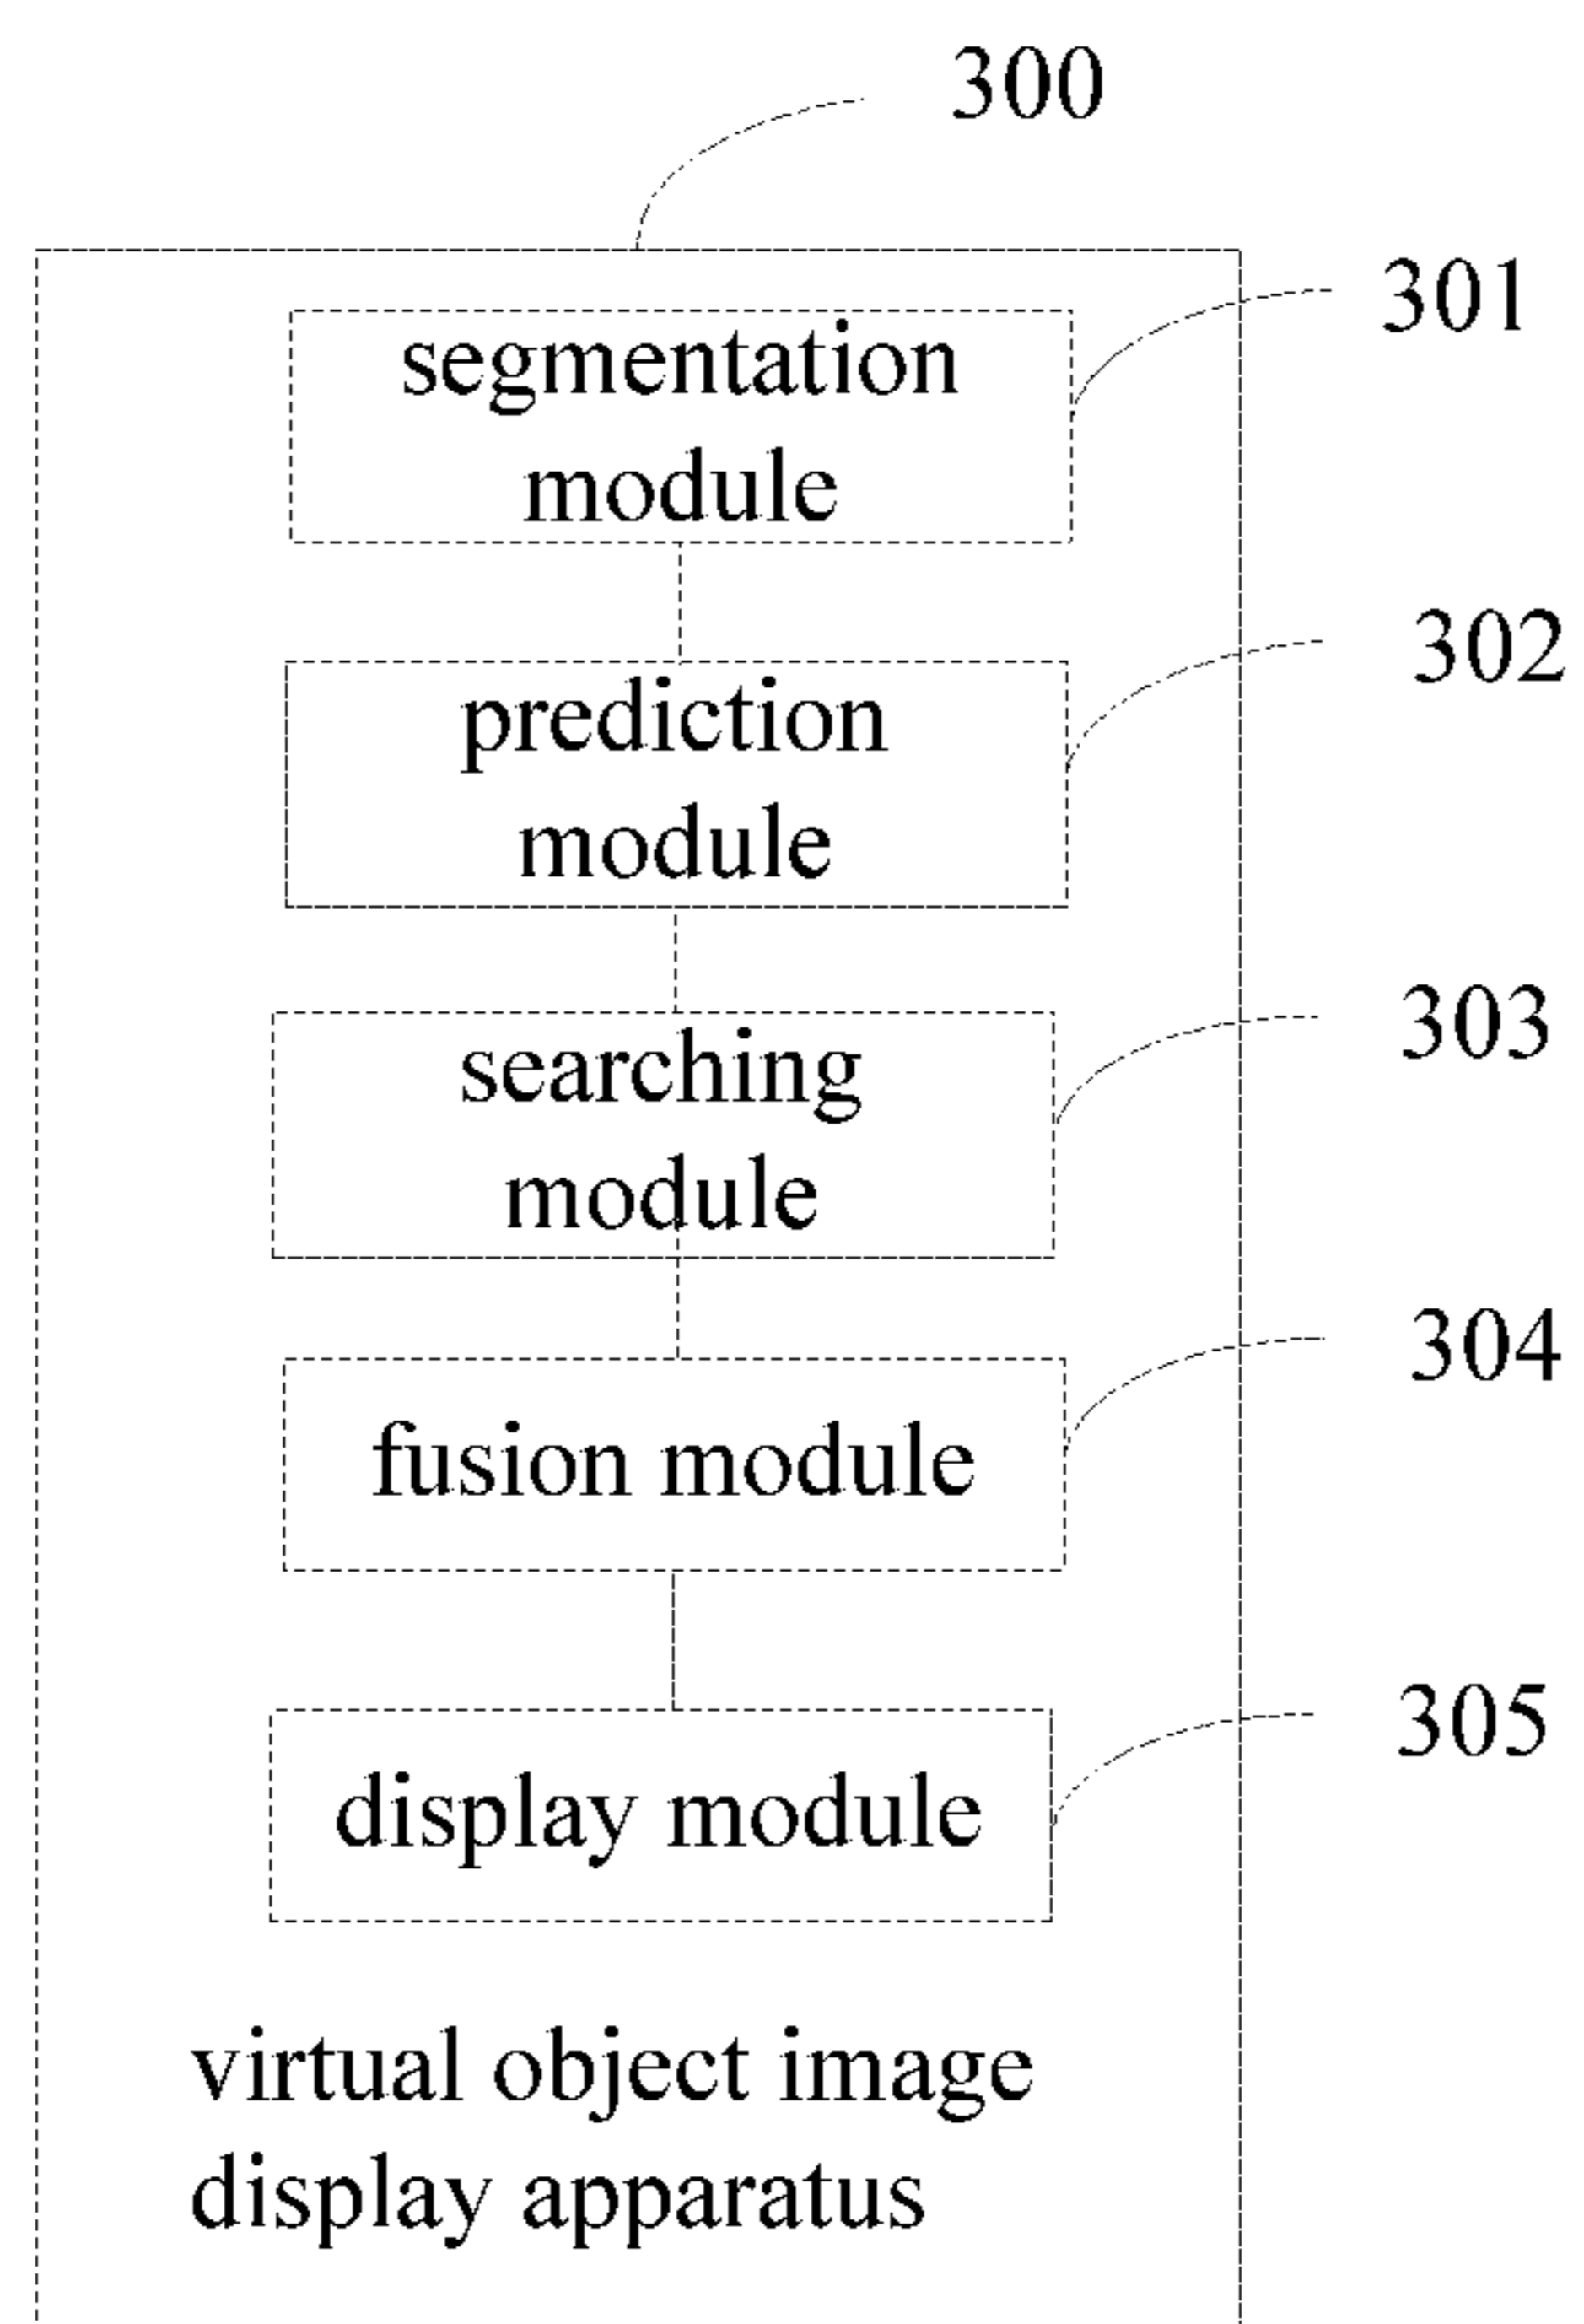 300
301
segmentation
module
302
prediction
module
303
searching
module
304
fusion module
305
display module
virtual object image
display apparatus